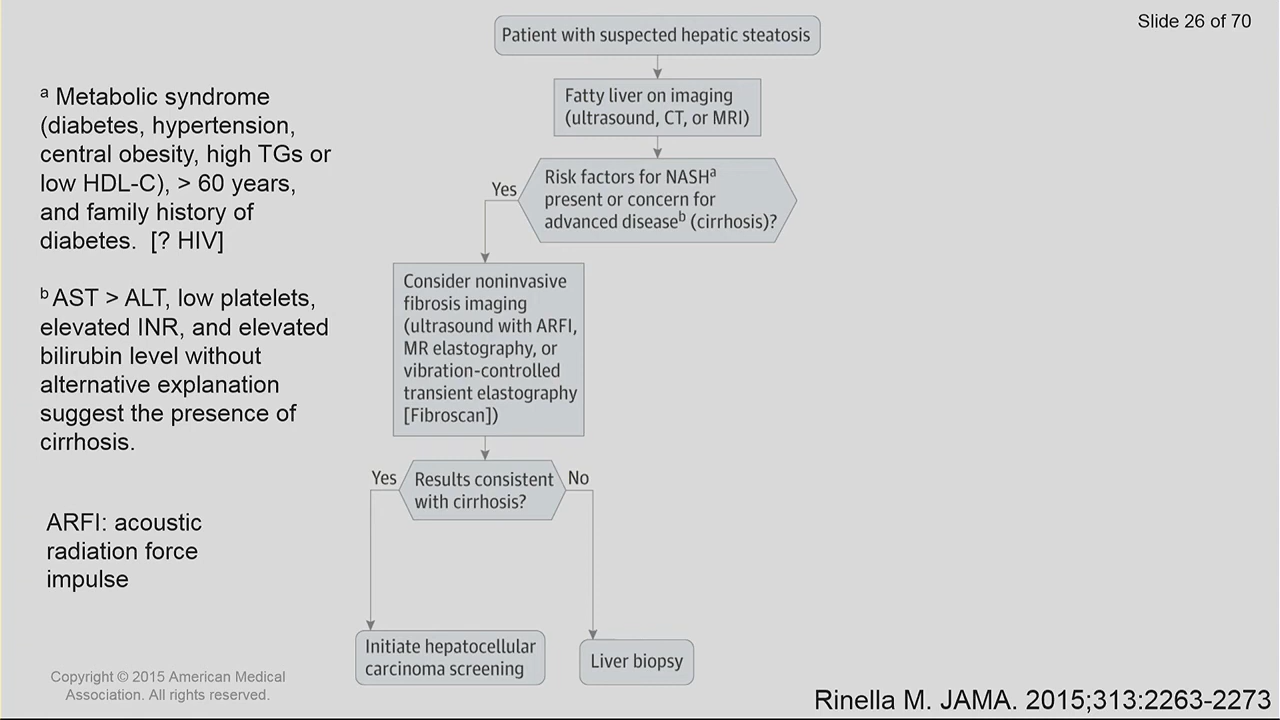 Slide 26 of 70
Patient with suspected hepatic steatosis
Fatty liver on imaging
(ultrasound, CT, or MRI)
Risk factors for NASHᵃ
present or concern for
advanced diseaseᵇ (cirrhosis)?
Yes
Consider noninvasive
fibrosis imaging
(ultrasound with ARFI,
MR elastography, or
vibration-controlled
transient elastography
[Fibroscan])
Results consistent
with cirrhosis?
Yes
No
Initiate hepatocellular
carcinoma screening
Liver biopsy
ᵃ Metabolic syndrome
(diabetes, hypertension,
central obesity, high TGs or
low HDL-C), > 60 years,
and family history of
diabetes. [? HIV]
ᵇ AST > ALT, low platelets,
elevated INR, and elevated
bilirubin level without
alternative explanation
suggest the presence of
cirrhosis.
ARFI: acoustic
radiation force
impulse
Copyright © 2015 American Medical
Association. All rights reserved.
Rinella M. JAMA. 2015;313:2263-2273